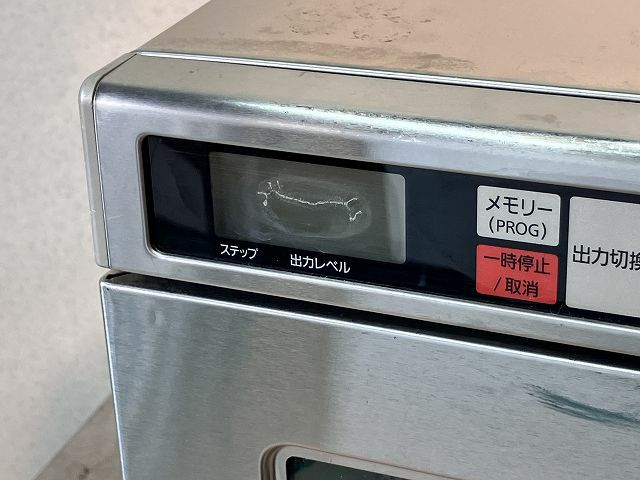 ステップ
出力レベル
メモリー
(PROG)
一時停止
/取消
出力切換